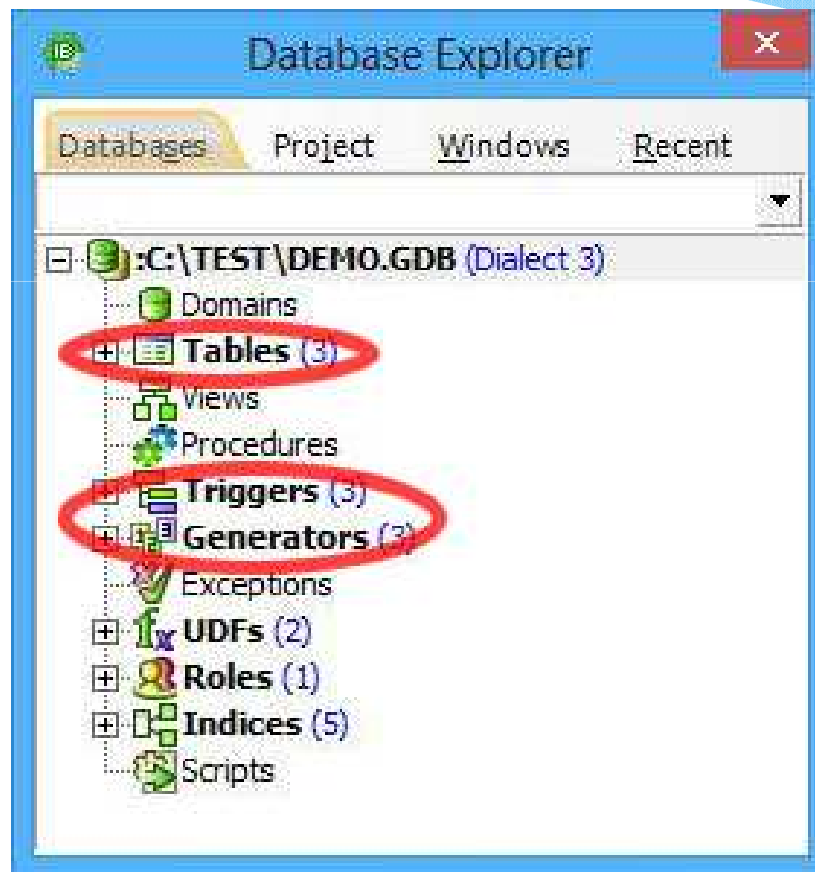 Database Explorer
Databases Project Windows Recent
:C:\TEST\DEMO.GDB (Dialect 3)
Domains
Tables (3)
Views
Procedures
Triggers (3)
Generators (3)
Exceptions
UDFs (2)
Roles (1)
Indices (5)
Scripts